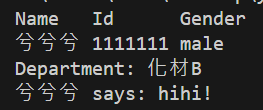 Name Id Gender
兮兮兮 1111111 male
Department: 化材B
兮兮兮 says: hihi!